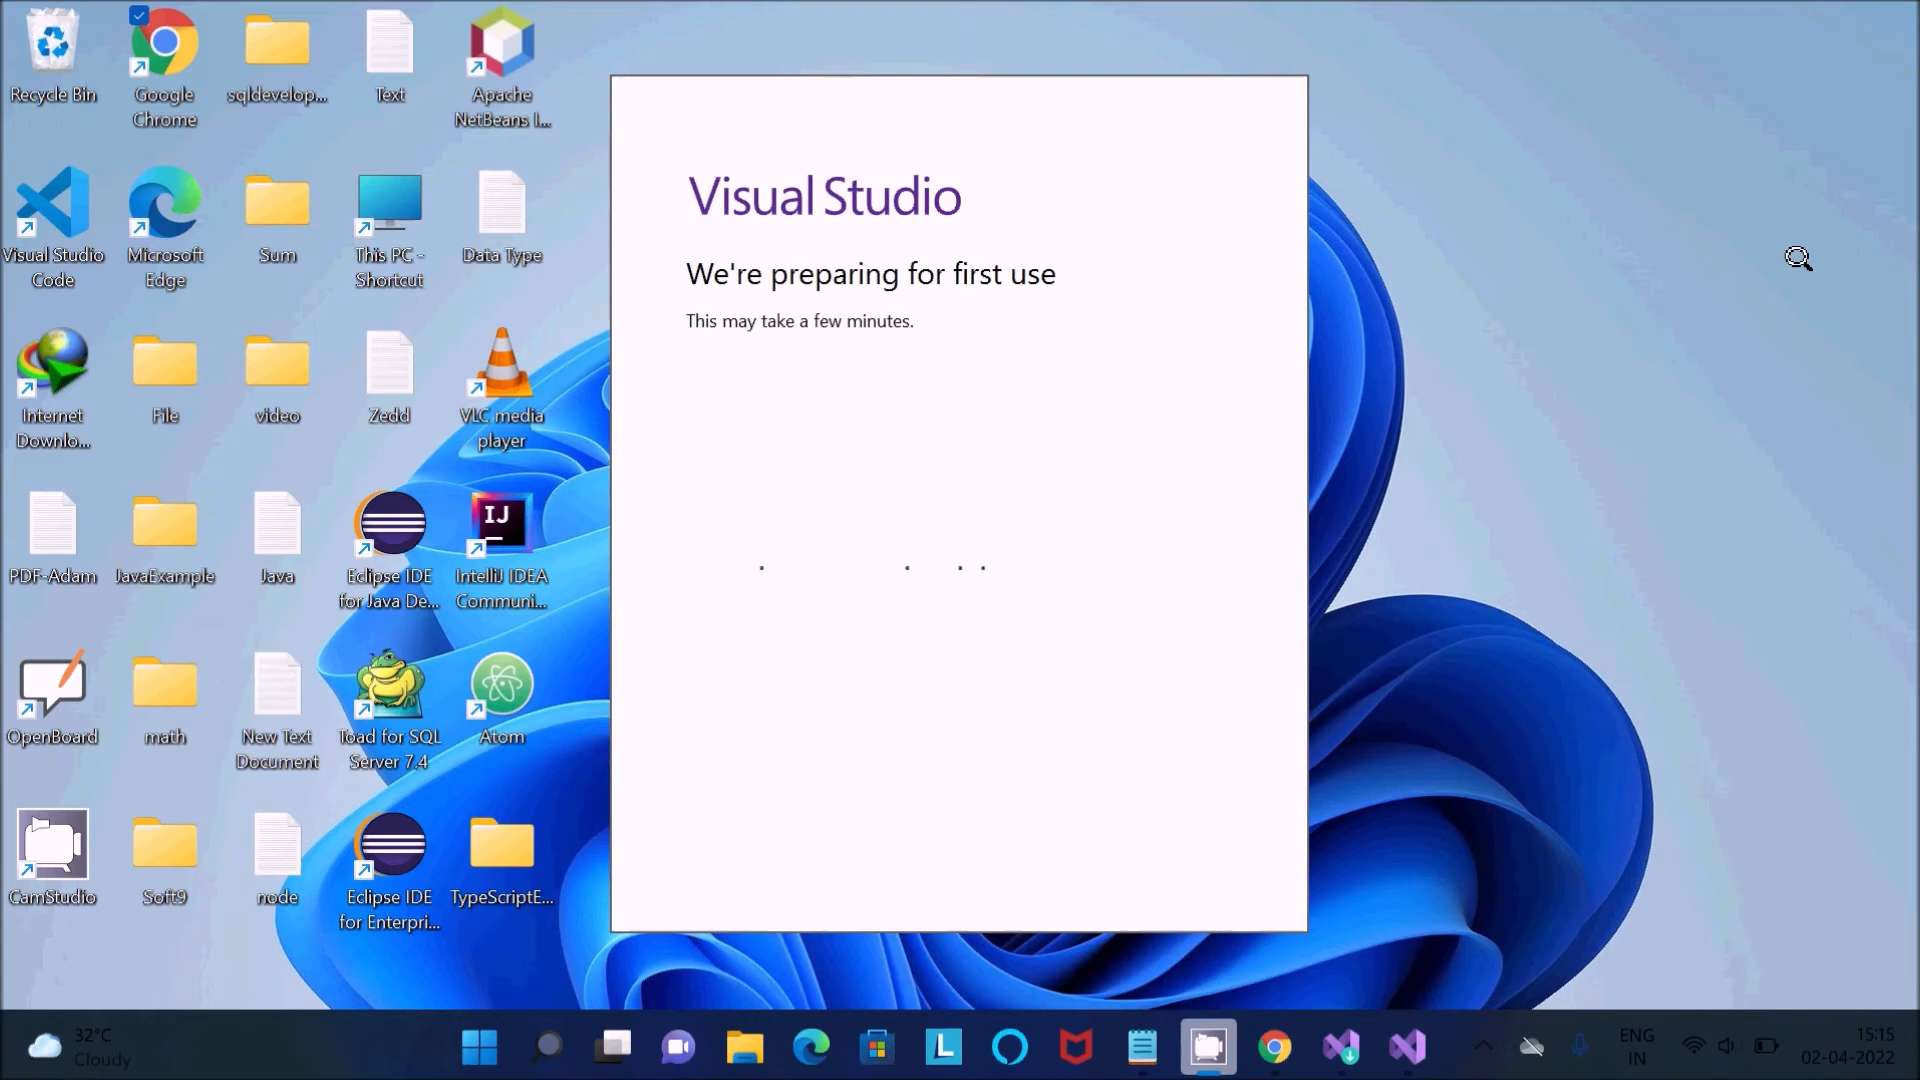 Recycle Bin
Google
Chrome
sqldevelop...
Text
Apache
NetBeans I...
Visual Studio
Code
Microsoft
Edge
Sum
This PC -
Shortcut
Data Type
Internet
Downlo...
File
video
Zedd
VLC media
player
PDF-Adam
JavaExample
Java
Eclipse IDE
for Java De...
IJ
IntelliJ IDEA
Communi...
OpenBoard
math
New Text
Document
Toad for SQL
Server 7.4
Atom
CamStudio
Soft9
node
Eclipse IDE
for Enterpri...
TypeScriptE...
Visual Studio
We're preparing for first use
This may take a few minutes.
32°C
Cloudy
L
ENG
IN
15:15
02-04-2022